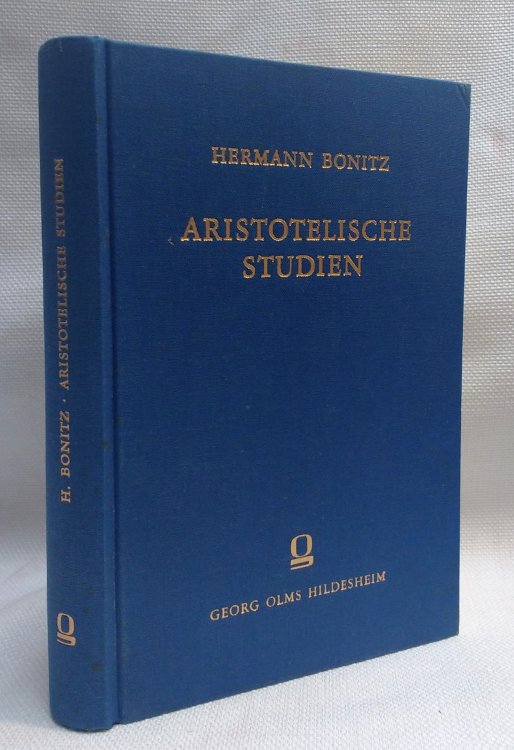 HERMANN BONITZ
ARISTOTELISCHE
STUDIEN
GEORG OLMS HILDESHEIM
H. BONITZ · ARISTOTELISCHE STUDIEN